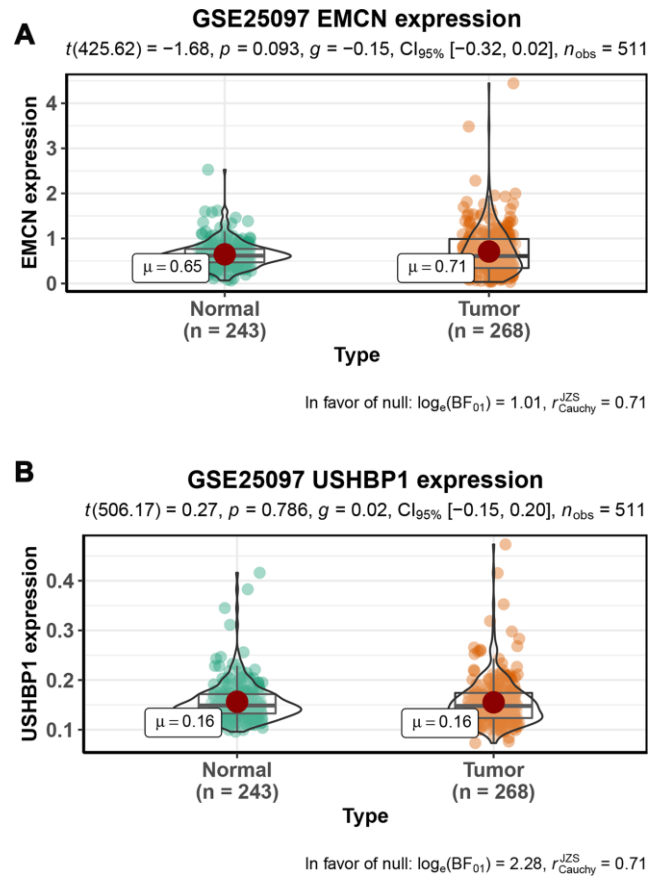 A
GSE25097 EMCN expression
t(425.62) = −1.68, p = 0.093, g = −0.15, CI95% [−0.32, 0.02], nobs = 511
EMCN expression
4
3
2
1
0
μ = 0.65
μ = 0.71
Normal
(n = 243)
Tumor
(n = 268)
Type
In favor of null: loge(BF01) = 1.01, rJZSCauchy = 0.71
B
GSE25097 USHBP1 expression
t(506.17) = 0.27, p = 0.786, g = 0.02, CI95% [−0.15, 0.20], nobs = 511
USHBP1 expression
0.4
0.3
0.2
0.1
μ = 0.16
μ = 0.16
Normal
(n = 243)
Tumor
(n = 268)
Type
In favor of null: loge(BF01) = 2.28, rJZSCauchy = 0.71